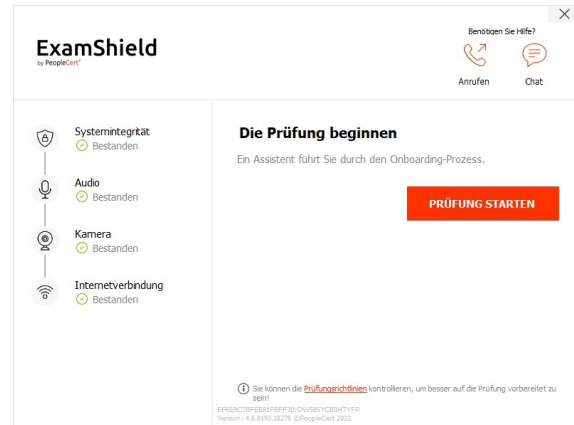 Benötigen Sie Hilfe?
ExamShield
by PeopleCert
Anrufen
Chat
Systemintegrität
Bestanden
Audio
Bestanden
Kamera
Bestanden
Internetverbindung
Bestanden
Die Prüfung beginnen
Ein Assistent führt Sie durch den Onboarding-Prozess.
PRÜFUNG STARTEN
Sie können die Prüfungsrichtlinien kontrollieren, um besser auf die Prüfung vorbereitet zu
sein!
Version: 4.6.8193.18278 ©PeopleCert 2022